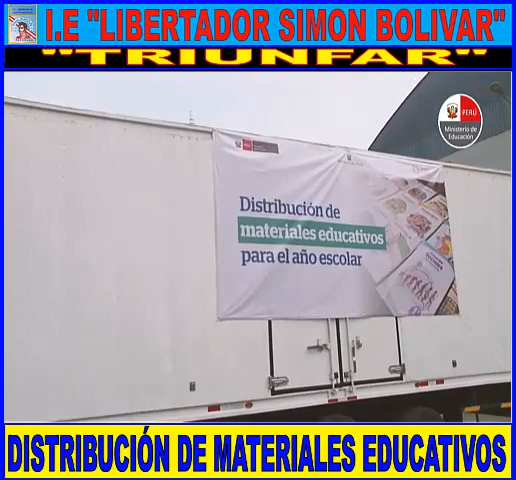 I.E "LIBERTADOR SIMON BOLIVAR"
"TRIUNFAR"
PERÚ
Ministerio de
Educación
Distribución de
materiales educativos
para el año escolar
DISTRIBUCIÓN DE MATERIALES EDUCATIVOS